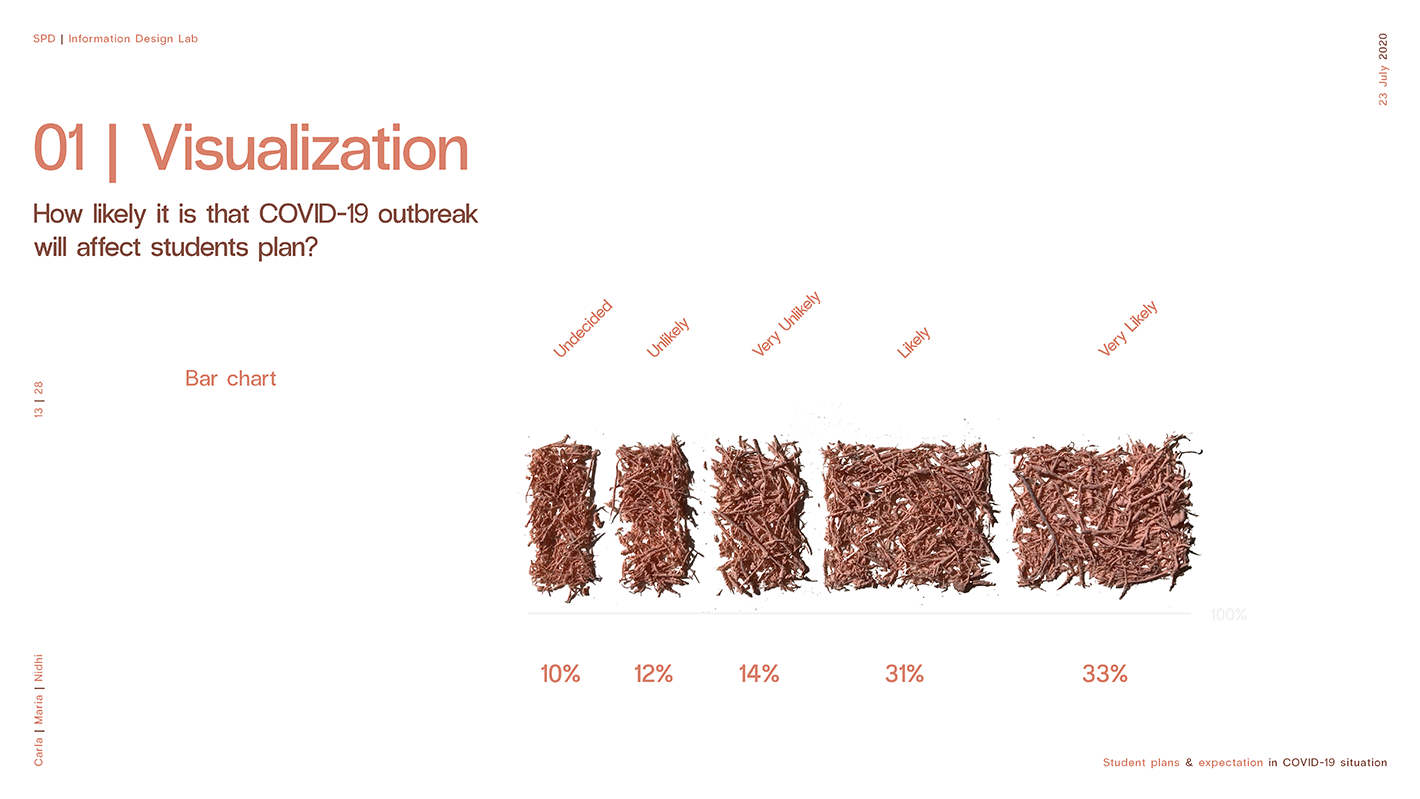 SPD | Information Design Lab
23 July 2020
01 | Visualization
How likely it is that COVID-19 outbreak
will affect students plan?
Undecided
Unlikely
Very Unlikely
Likely
Very Likely
Bar chart
13 | 28
100%
10%
12%
14%
31%
33%
Carla | Maria | Nidhi
Student plans & expectation in COVID-19 situation